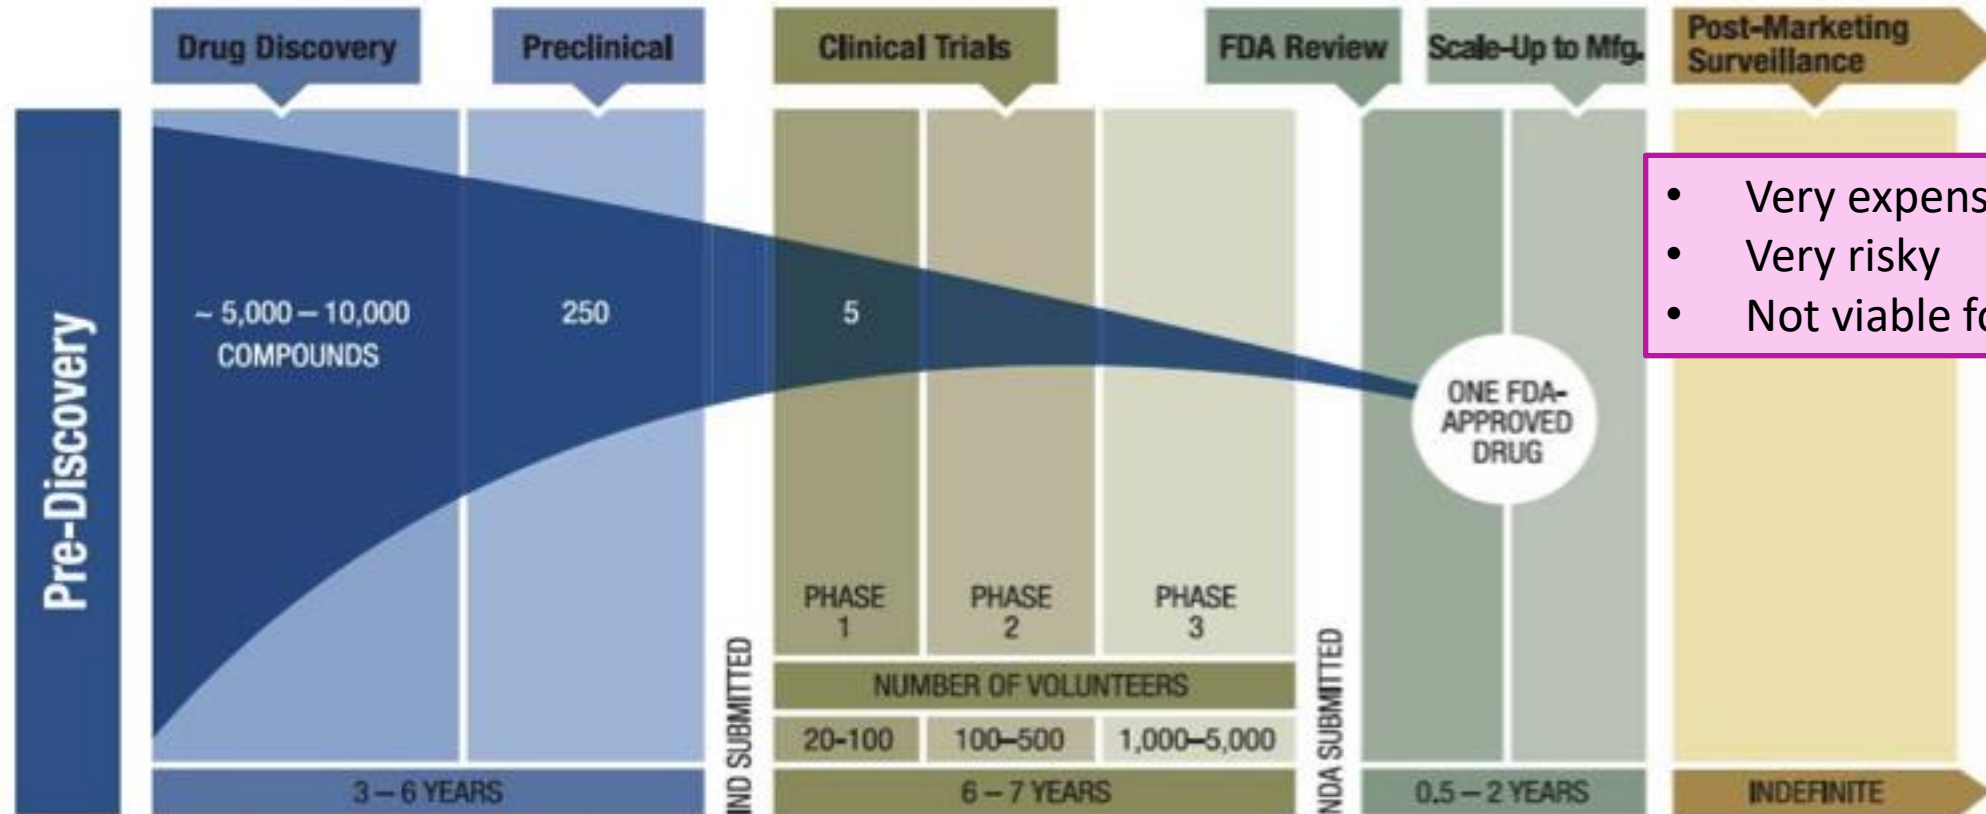 Drug Discovery
Preclinical
Clinical Trials
FDA Review
Scale-Up to Mfg.
Post-Marketing
Surveillance
Pre-Discovery
~ 5,000 – 10,000
COMPOUNDS
250
5
ONE FDA-
APPROVED
DRUG
• Very
• Very risky
• Not viable
PHASE
1
PHASE
2
PHASE
3
IND SUBMITTED
NUMBER OF VOLUNTEERS
20-100
100–500
1,000–5,000
NDA SUBMITTED
3 – 6 YEARS
6 – 7 YEARS
0.5 – 2 YEARS
INDEFINITE